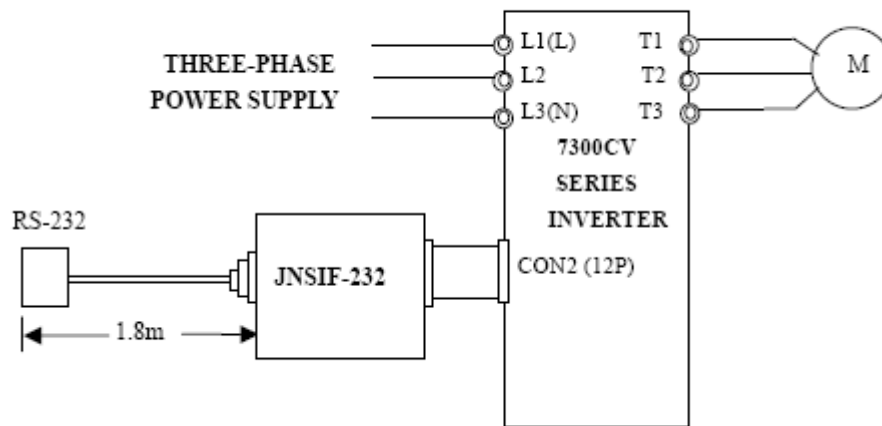 THREE-PHASE
POWER SUPPLY
L1(L)
L2
L3(N)
T1
T2
T3
M
7300CV
SERIES
INVERTER
RS-232
JNSIF-232
CON2 (12P)
1.8m